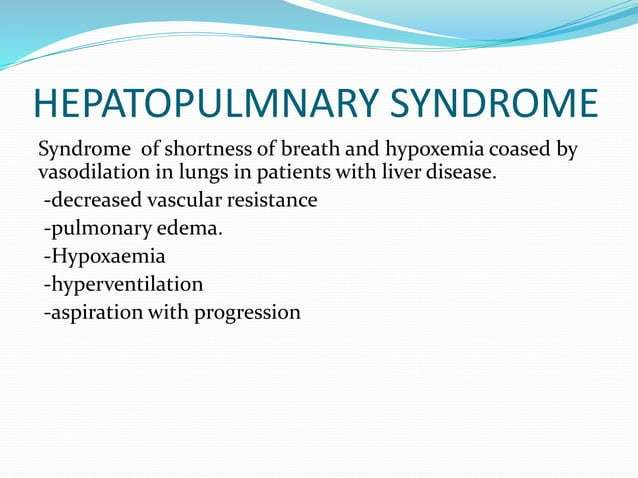 HEPATOPULMNARY SYNDROME
Syndrome of shortness of breath and hypoxemia coased by
vasodilation in lungs in patients with liver disease.
-decreased vascular resistance
-pulmonary edema.
-Hypoxaemia
-hyperventilation
-aspiration with progression